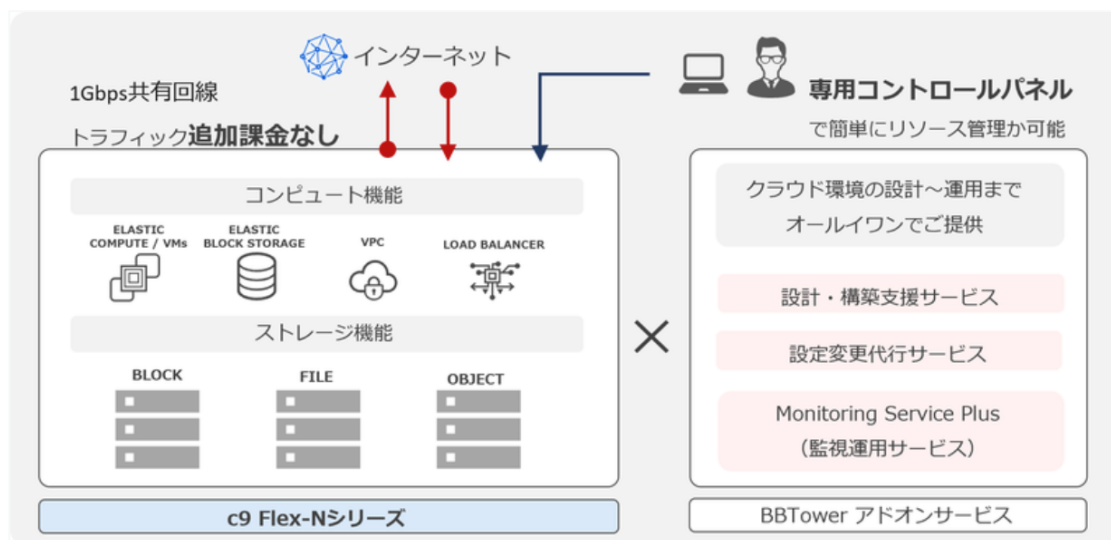 インターネット
1Gbps共有回線
トラフィック追加課金なし
専用コントロールパネル
で簡単にリソース管理か可能
コンピュート機能
ELASTIC
COMPUTE / VMs
ELASTIC
BLOCK STORAGE
VPC
LOAD BALANCER
ストレージ機能
BLOCK
FILE
OBJECT
c9 Flex-Nシリーズ
クラウド環境の設計～運用まで
オールイワンでご提供
設計・構築支援サービス
設定変更代行サービス
Monitoring Service Plus
（監視運用サービス）
BBTower アドオンサービス